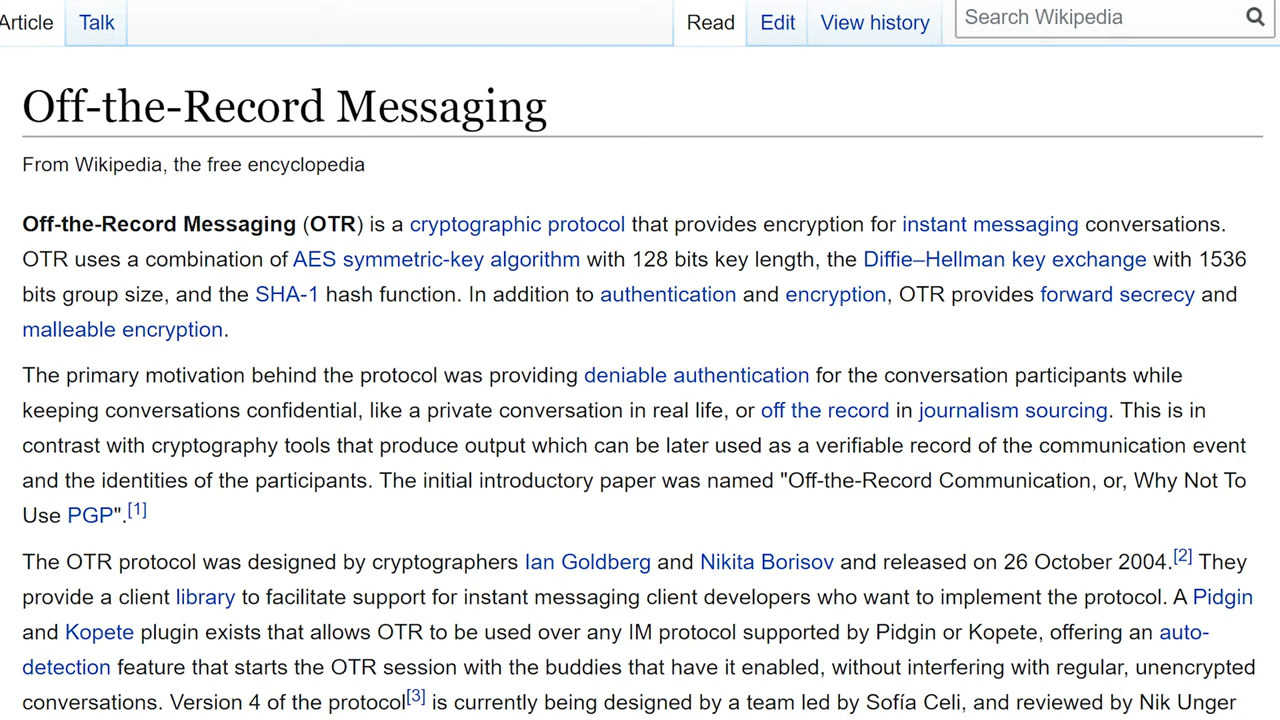 Article Talk Read Edit View history Search Wikipedia
Off-the-Record Messaging
From Wikipedia, the free encyclopedia
Off-the-Record Messaging (OTR) is a cryptographic protocol that provides encryption for instant messaging conversations.
OTR uses a combination of AES symmetric-key algorithm with 128 bits key length, the Diffie–Hellman key exchange with 1536
bits group size, and the SHA-1 hash function. In addition to authentication and encryption, OTR provides forward secrecy and
malleable encryption.
The primary motivation behind the protocol was providing deniable authentication for the conversation participants while
keeping conversations confidential, like a private conversation in real life, or off the record in journalism sourcing. This is in
contrast with cryptography tools that produce output which can be later used as a verifiable record of the communication event
and the identities of the participants. The initial introductory paper was named "Off-the-Record Communication, or, Why Not To
Use PGP".[1]
The OTR protocol was designed by cryptographers Ian Goldberg and Nikita Borisov and released on 26 October 2004.[2] They
provide a client library to facilitate support for instant messaging client developers who want to implement the protocol. A Pidgin
and Kopete plugin exists that allows OTR to be used over any IM protocol supported by Pidgin or Kopete, offering an auto-
detection feature that starts the OTR session with the buddies that have it enabled, without interfering with regular, unencrypted
conversations. Version 4 of the protocol[3] is currently being designed by a team led by Sofía Celi, and reviewed by Nik Unger